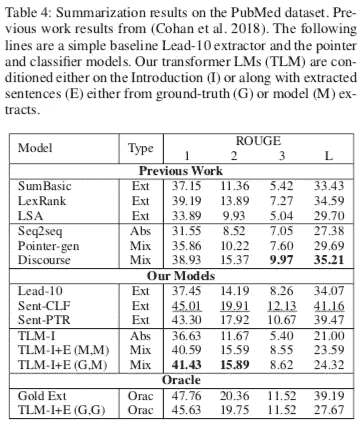 Table 4: Summarization results on the PubMed dataset. Pre-
vious work results from (Cohan et al. 2018). The following
lines are a simple baseline Lead-10 extractor and the pointer
and classifier models. Our transformer LMs (TLM) are con-
ditioned either on the Introduction (I) or along with extracted
sentences (E) either from ground-truth (G) or model (M) ex-
tracts.
Model Type ROUGE
1 2 3 L
Previous Work
SumBasic Ext 37.15 11.36 5.42 33.43
LexRank Ext 39.19 13.89 7.27 34.59
LSA Ext 33.89 9.93 5.04 29.70
Seq2seq Abs 31.55 8.52 7.05 27.38
Pointer-gen Mix 35.86 10.22 7.60 29.69
Discourse Mix 38.93 15.37 9.97 35.21
Our Models
Lead-10 Ext 37.45 14.19 8.26 34.07
Sent-CLF Ext 45.01 19.91 12.13 41.16
Sent-PTR Ext 43.30 17.92 10.67 39.47
TLM-I Abs 36.63 11.67 5.40 21.00
TLM-I+E (M,M) Mix 40.59 15.59 8.55 23.59
TLM-I+E (G,M) Mix 41.43 15.89 8.62 24.32
Oracle
Gold Ext Orac 47.76 20.36 11.52 39.19
TLM-I+E (G,G) Orac 45.63 19.75 11.52 27.67